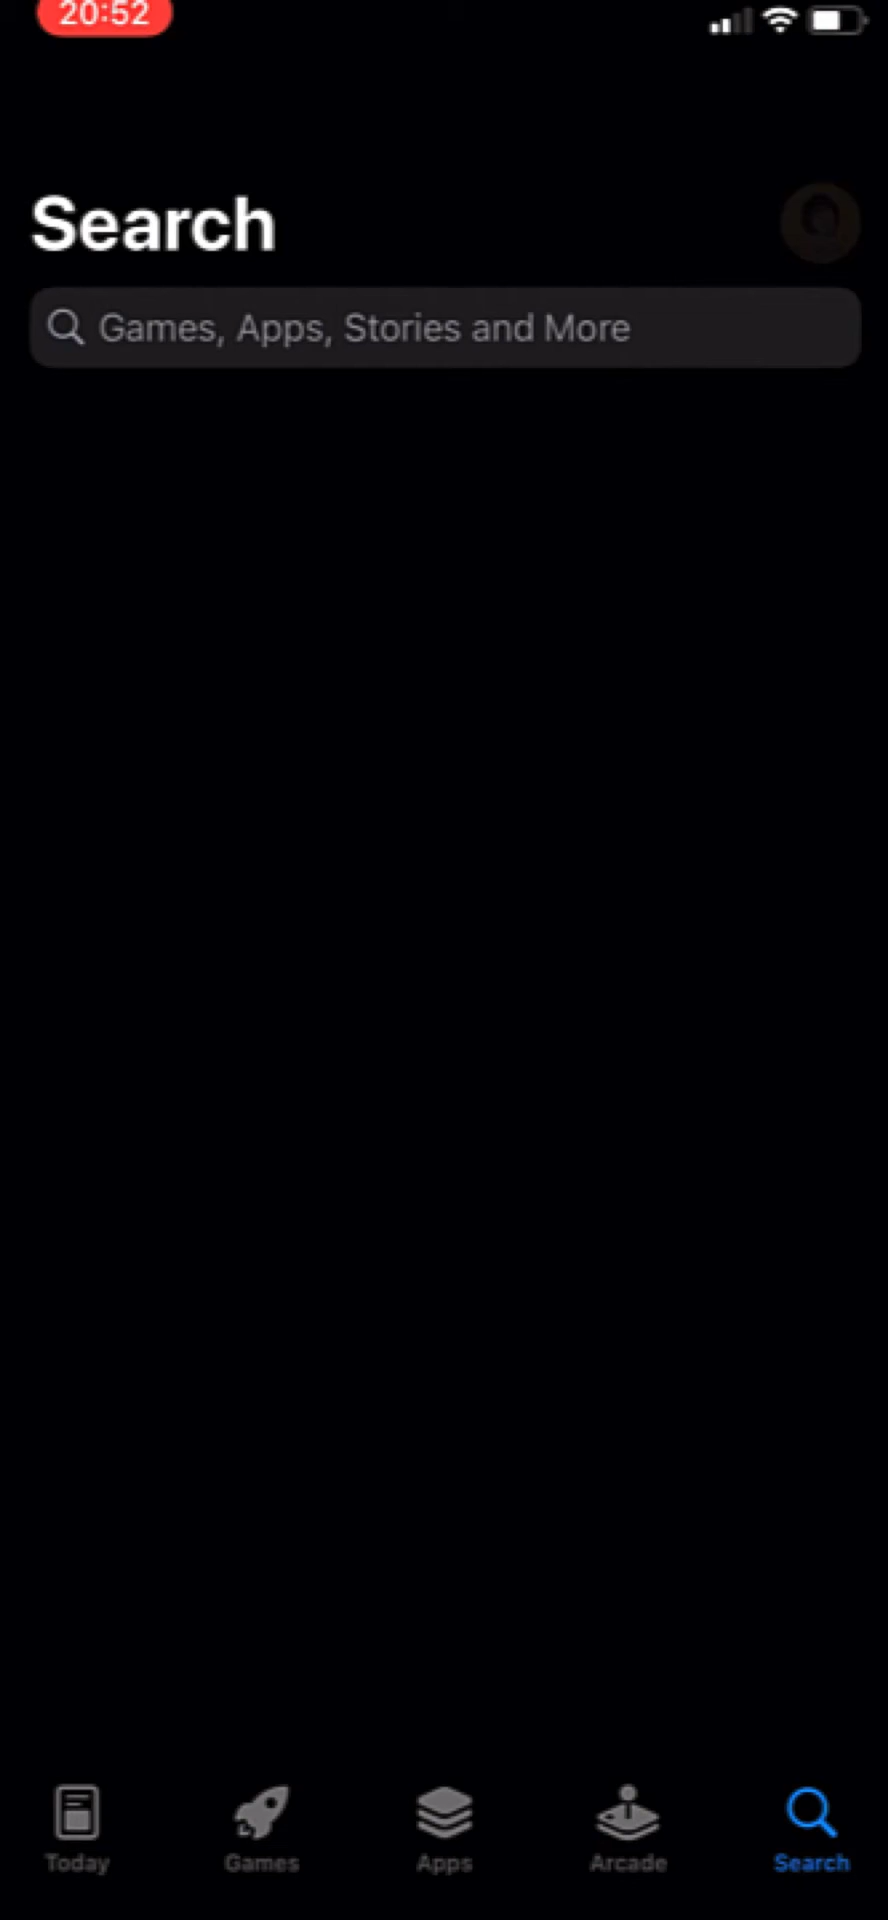 20:52
Search
Games, Apps, Stories and More
Today
Games
Apps
Arcade
Search